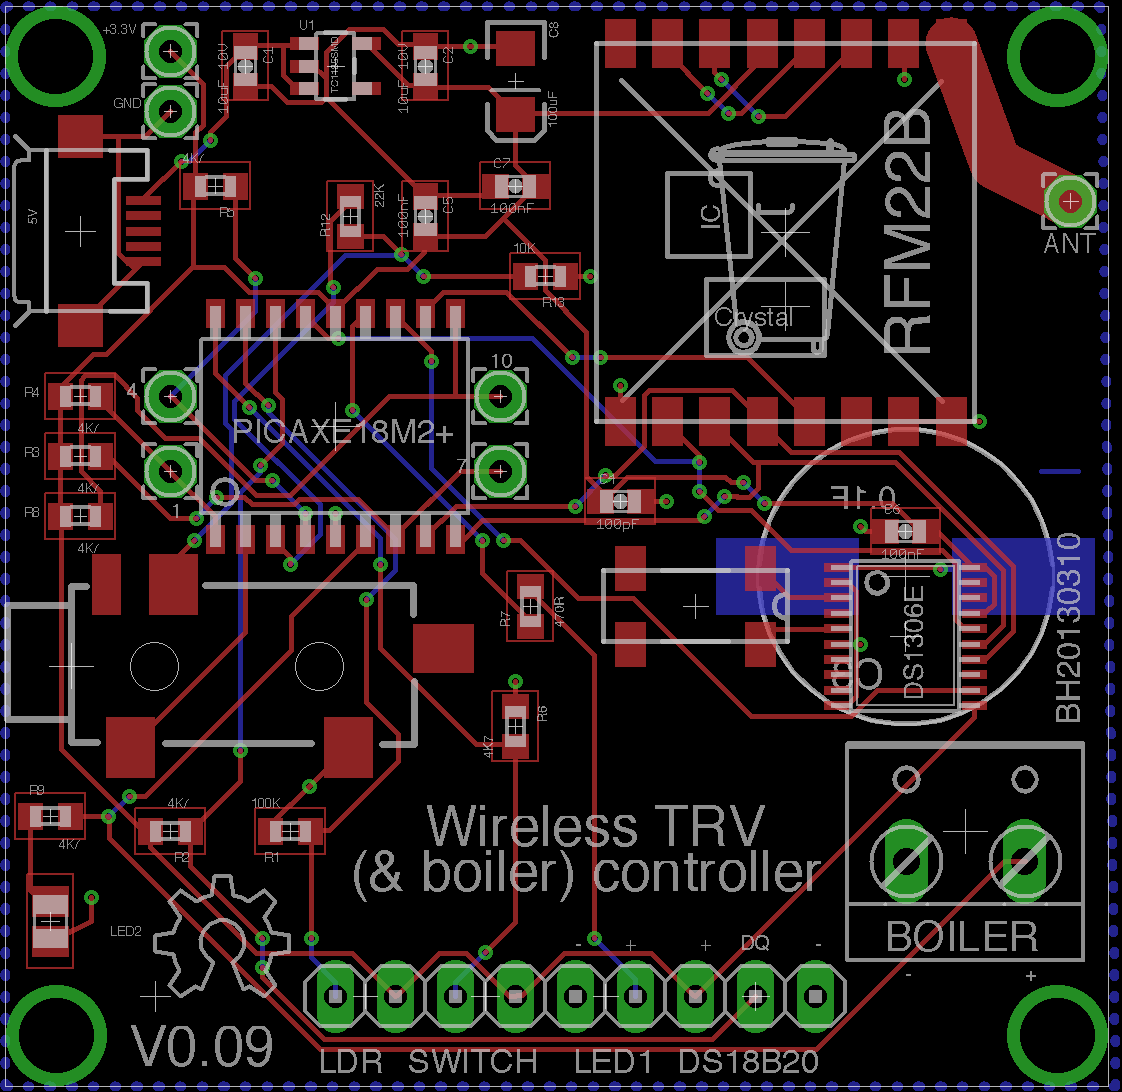 +3.3V
GND
U1
10uF 10V
C1
TC1185SMD
10uF 10V
C2
C8
100uF
RFM22B
ANT
5V
4K7
R5
R12
22K
100nF
C5
C7
100nF
10K
R13
IC
Crystal
R4
4K7
4
10
PICAXE18M2+
R3
4K7
7
1
R8
4K7
C4
100pF
0.1F
C6
100nF
DS1306E
BH20130310
R7
470R
R6
4K7
R9
4K7
4K7
R2
100K
R1
LED2
Wireless TRV
(& boiler) controller
BOILER
- +
- + + DQ -
V0.09
LDR SWITCH LED1 DS18B20